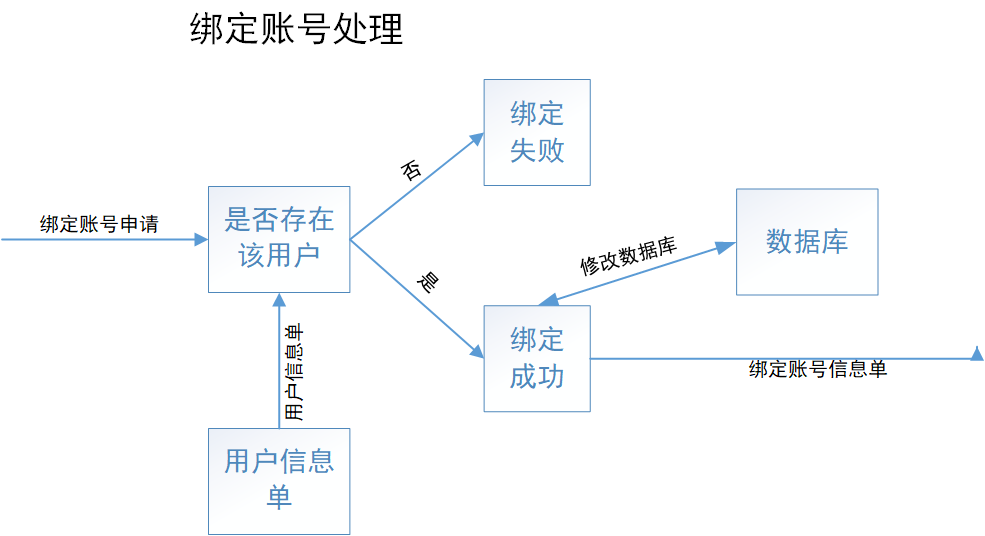 绑定账号处理
绑定
失败
否
绑定账号申请
是否存在
该用户
修改数据库
数据库
是
绑定
成功
绑定账号信息单
用户信息单
用户信息
单